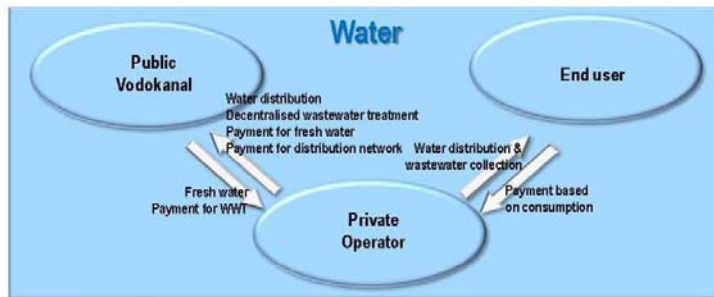 Water
Public
Vodokanal
End user
Water distribution
Decentralised wastewater treatment
Payment for fresh water
Payment for distribution network
Water distribution &
wastewater collection
Fresh water
Payment for WWT
Payment based
on consumption
Private
Operator